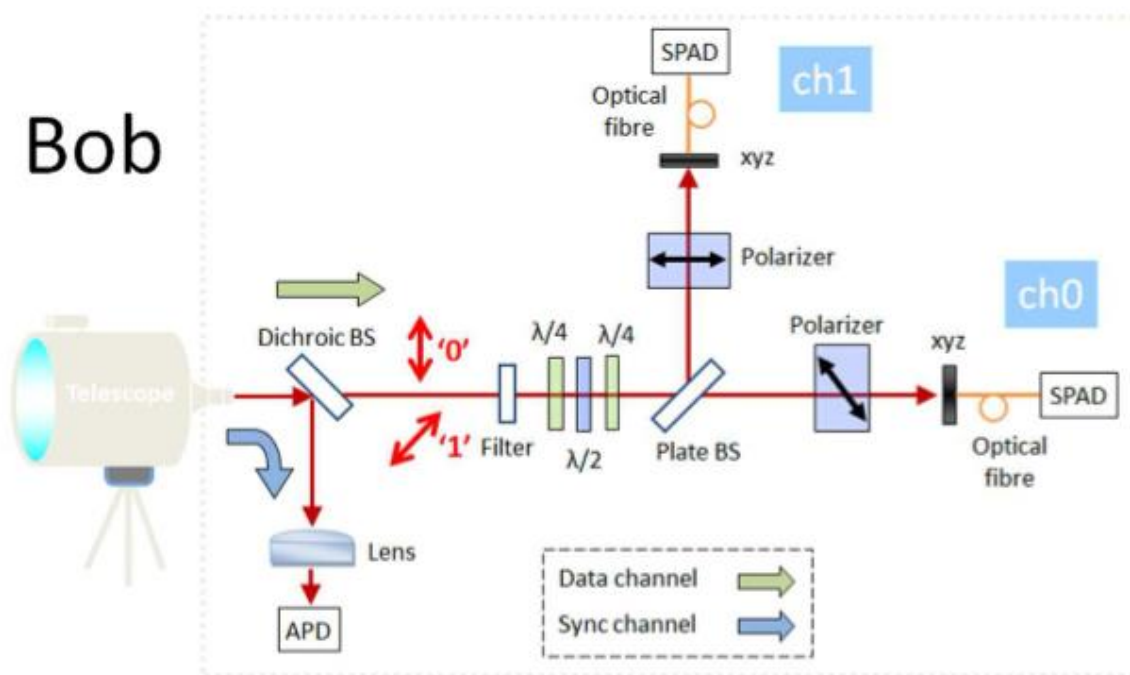 Bob
SPAD
ch1
Optical
fibre
xyz
Polarizer
ch0
Dichroic BS
'0'
λ/4
λ/4
Polarizer
xyz
Telescope
SPAD
'1'
Filter
λ/2
Plate BS
Optical
fibre
Lens
APD
Data channel
Sync channel